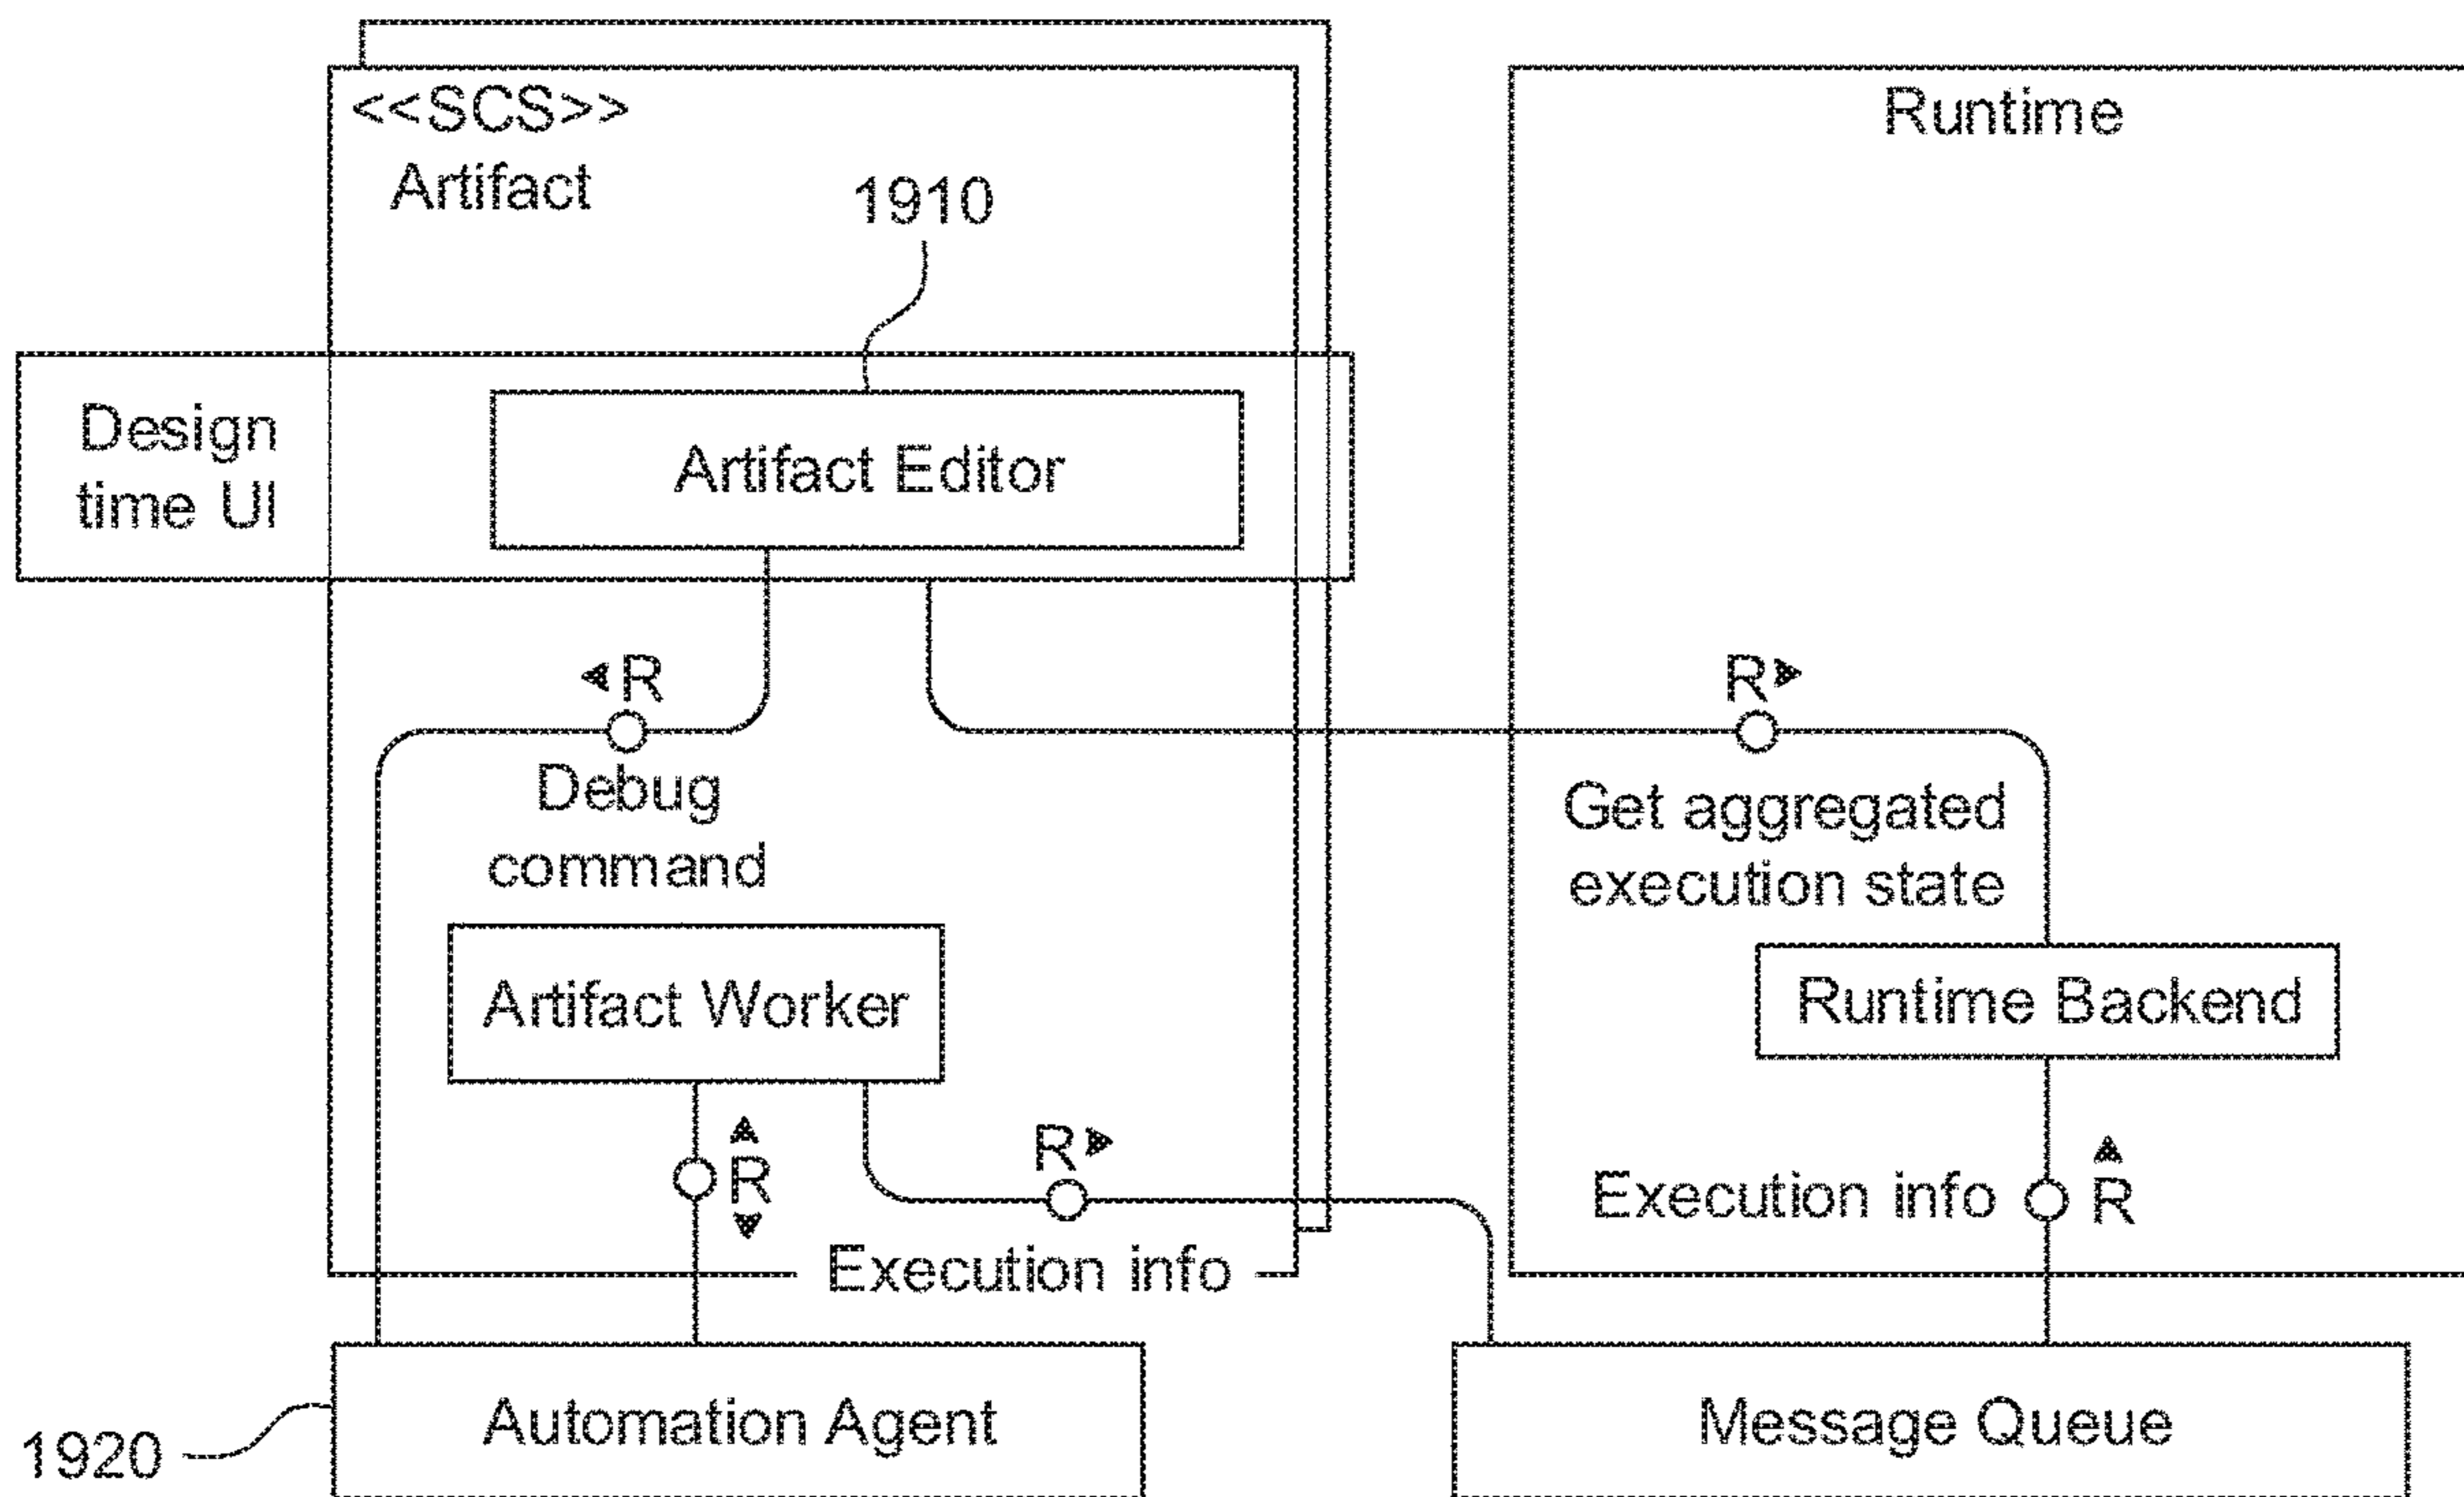 <<SCS>>
Artifact
Runtime
1910
Design
time UI
Artifact Editor
R
Debug
command
R
Get aggregated
execution state
Artifact Worker
Runtime Backend
R
R
Execution info
Execution info
R
Automation Agent
Message Queue
1920